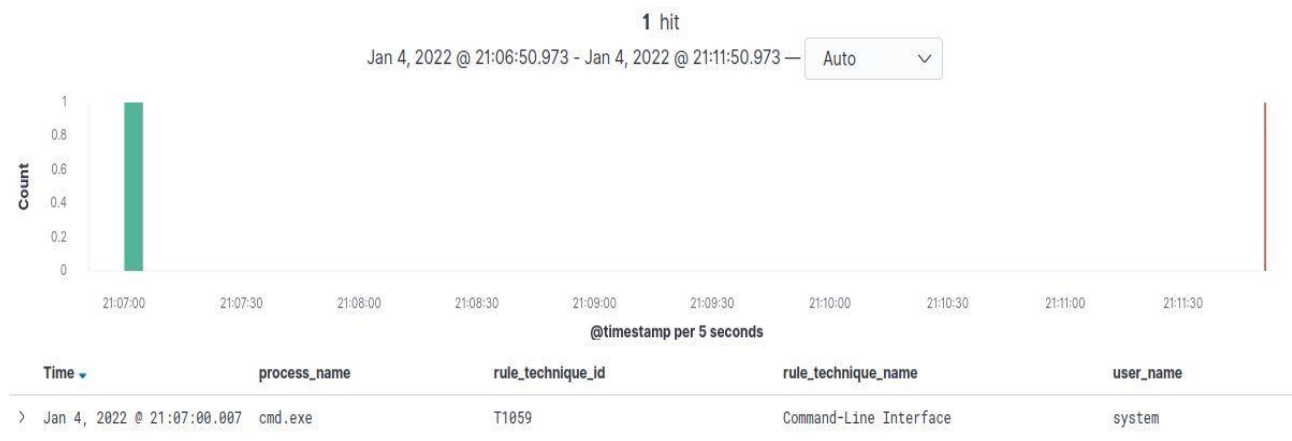 1 hit
Jan 4, 2022 @ 21:06:50.973 - Jan 4, 2022 @ 21:11:50.973 — Auto
1
0.8
0.6
0.4
0.2
0
Count
21:07:00 21:07:30 21:08:00 21:08:30 21:09:00 21:09:30 21:10:00 21:10:30 21:11:00 21:11:30
@timestamp per 5 seconds
Time process_name rule_technique_id rule_technique_name user_name
Jan 4, 2022 @ 21:07:00.007 cmd.exe T1059 Command-Line Interface system